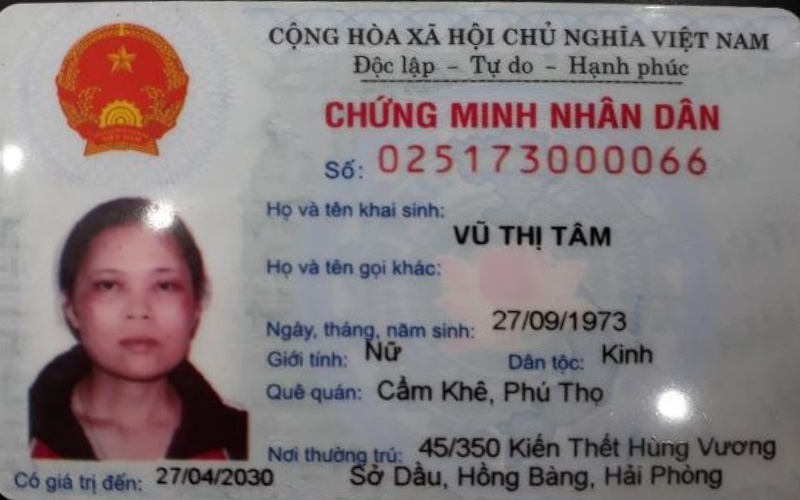 CỘNG HÒA XÃ HỘI CHỦ NGHĨA VIỆT NAM
Độc lập - Tự do - Hạnh phúc
CHỨNG MINH NHÂN DÂN
Số: 025173000066
Họ và tên khai sinh:
VŨ THỊ TÂM
Họ và tên gọi khác:
Ngày, tháng, năm sinh: 27/09/1973
Giới tính: Nữ Dân tộc: Kinh
Quê quán: Cẩm Khê, Phú Thọ
Nơi thường trú: 45/350 Kiến Thết Hùng Vương
Sở Dầu, Hồng Bàng, Hải Phòng
Có giá trị đến: 27/04/2030